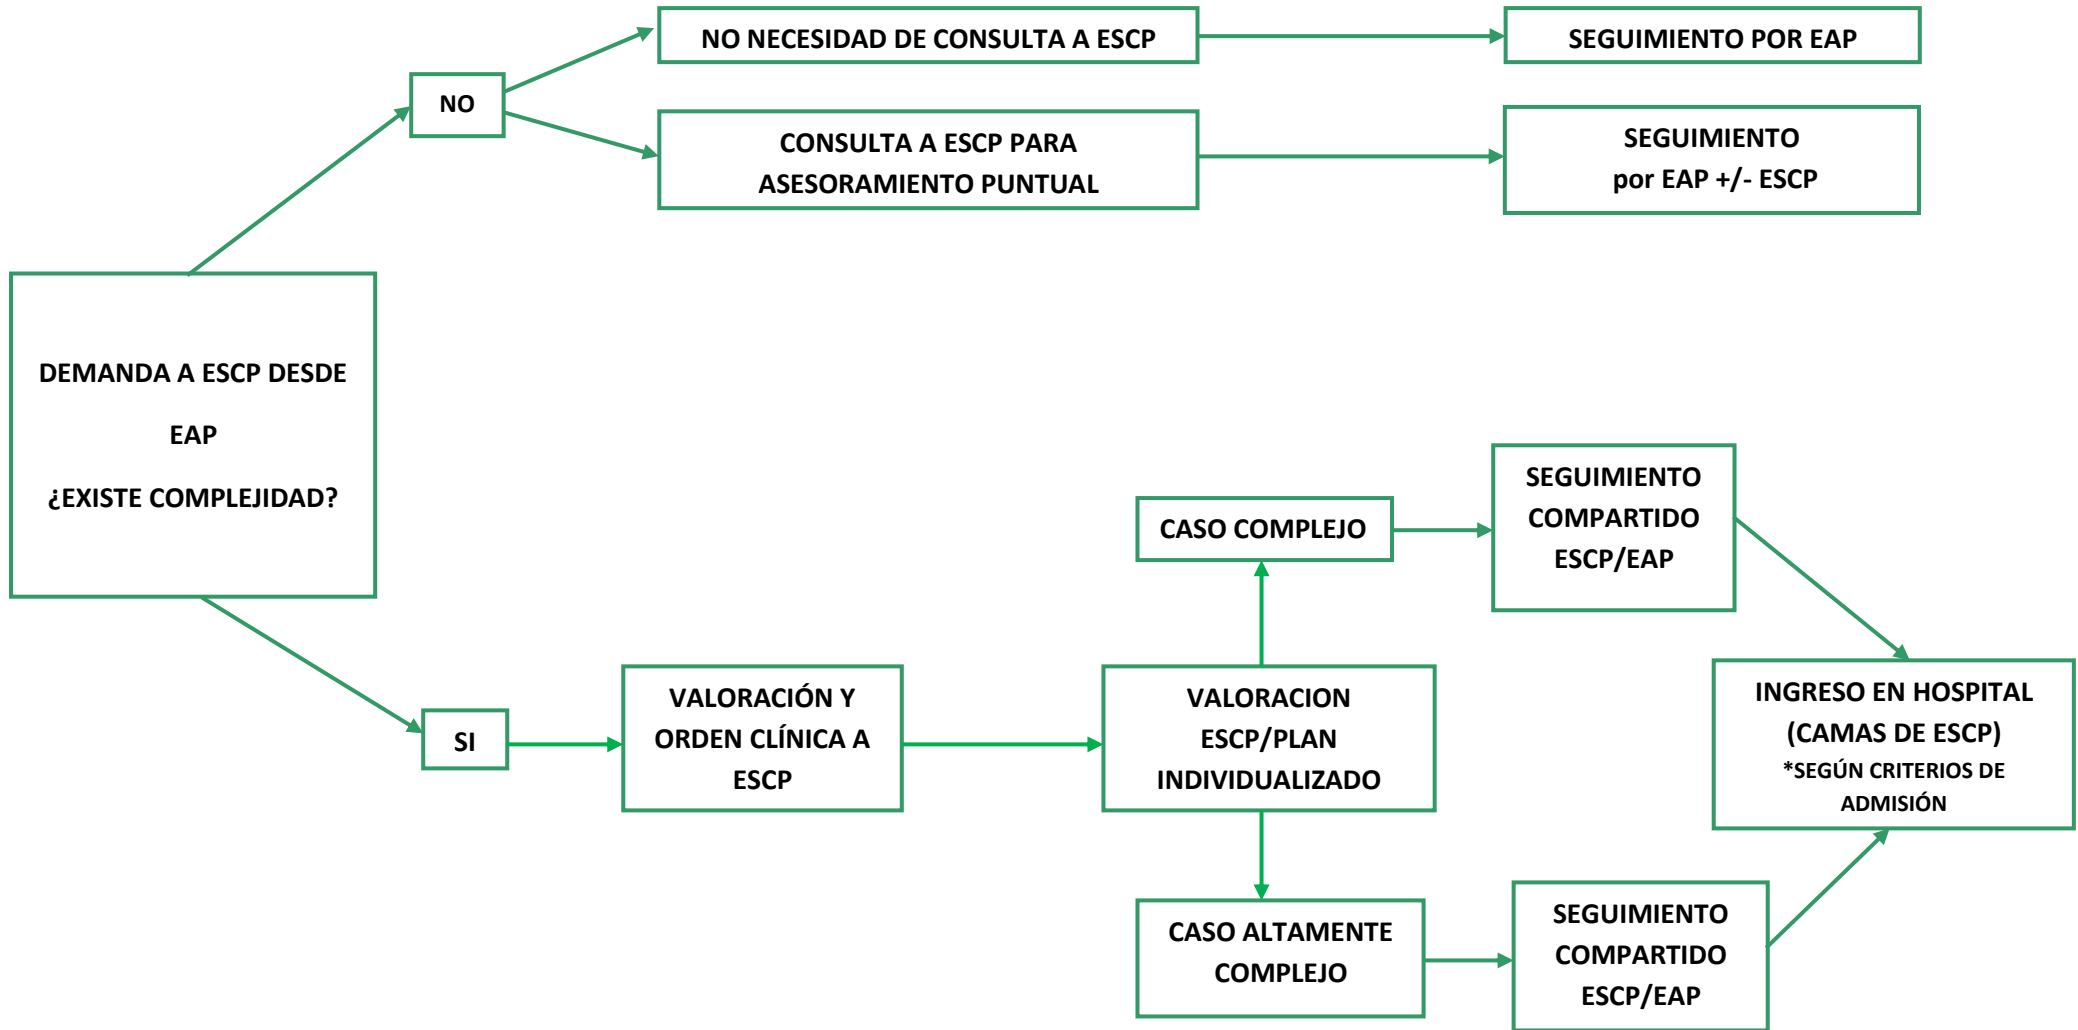 NO NECESIDAD DE CONSULTA A ESCP
SEGUIMIENTO POR EAP
NO
CONSULTA A ESCP PARA
ASESORAMIENTO PUNTUAL
SEGUIMIENTO
por EAP +/- ESCP
DEMANDA A ESCP DESDE
EAP
¿EXISTE COMPLEJIDAD?
CASO COMPLEJO
SEGUIMIENTO
COMPARTIDO
ESCP/EAP
SI
VALORACIÓN Y
ORDEN CLÍNICA A
ESCP
VALORACION
ESCP/PLAN
INDIVIDUALIZADO
INGRESO EN HOSPITAL
(CAMAS DE ESCP)
*SEGÚN CRITERIOS DE
ADMISIÓN
CASO ALTAMENTE
COMPLEJO
SEGUIMIENTO
COMPARTIDO
ESCP/EAP